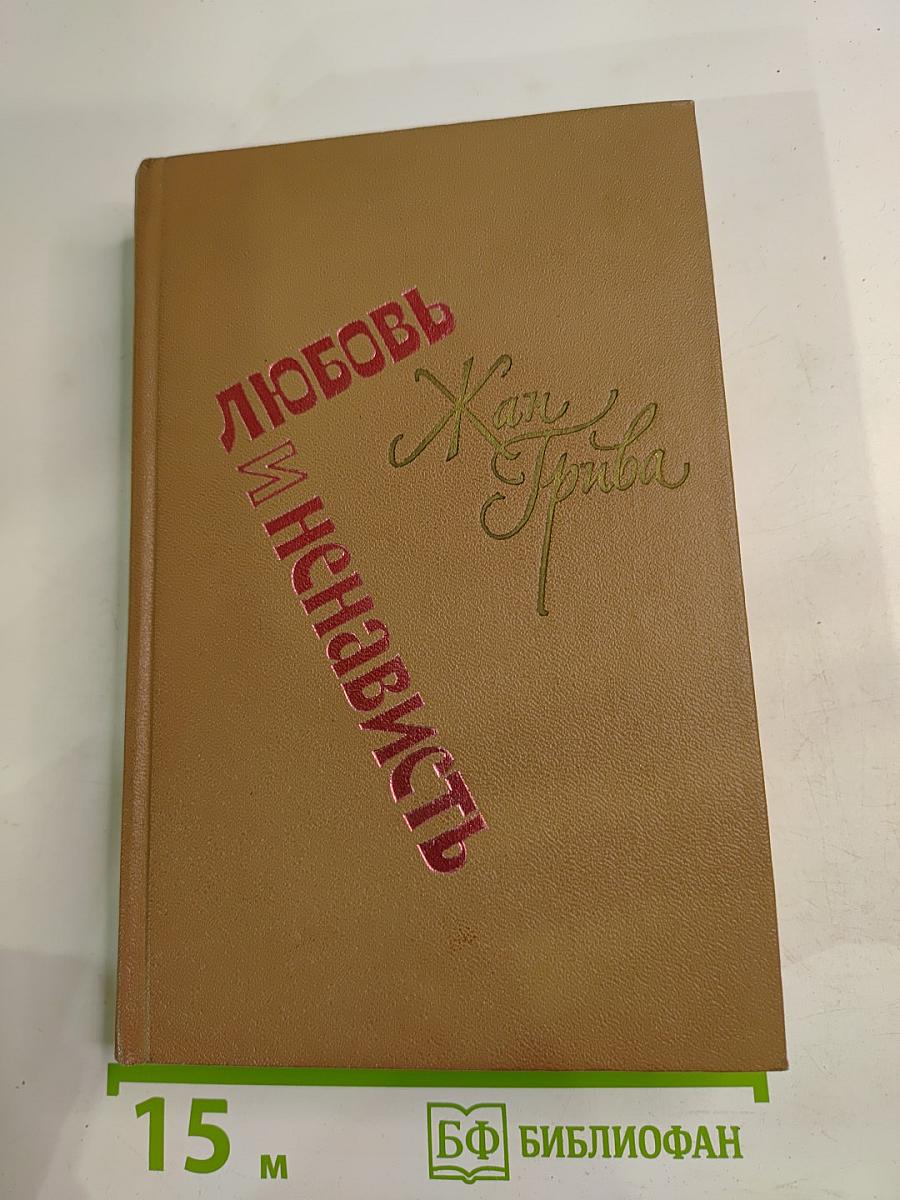 ЛЮБОВЬ
И НЕНАВИСТЬ
Жан
Грива
15 м
БФ БИБЛИОФАН